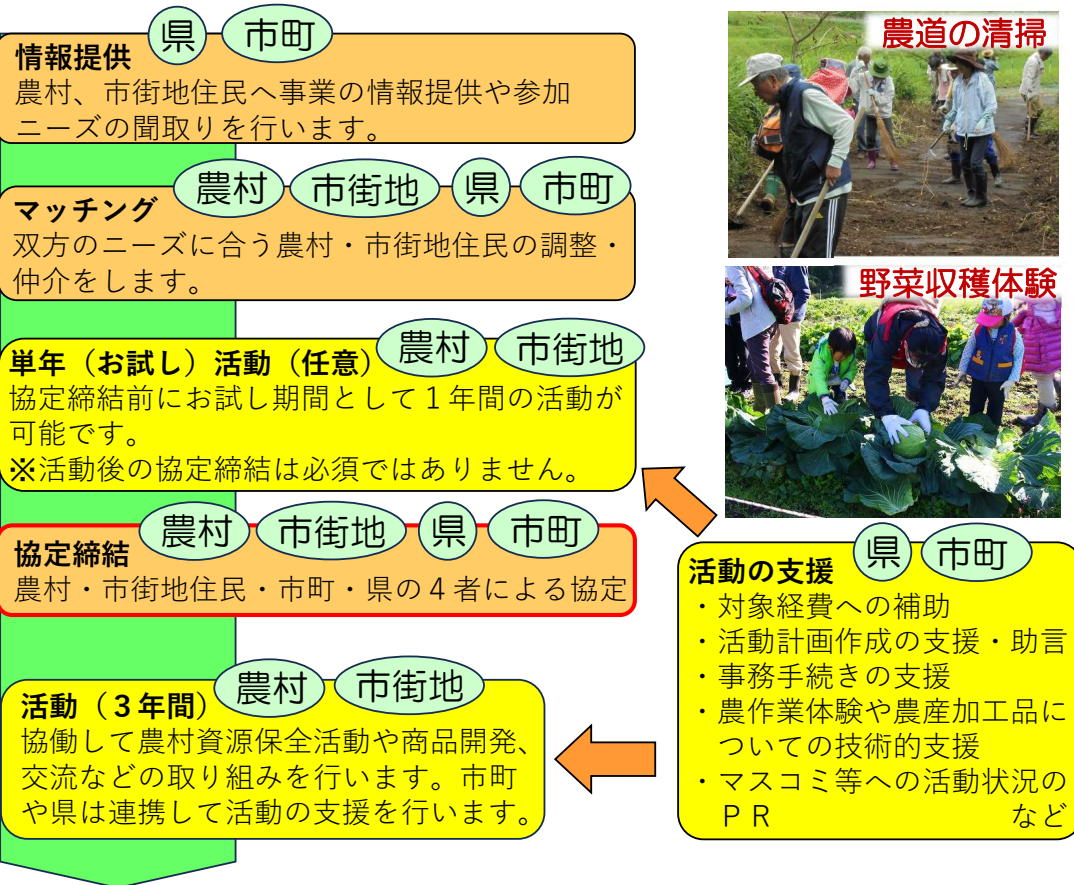 県 市町
情報提供
農村、市街地住民へ事業の情報提供や参加
ニーズの聞取りを行います。
農村 市街地 県 市町
マッチング
双方のニーズに合う農村・市街地住民の調整・
仲介をします。
農村 市街地
単年（お試し）活動（任意）
協定締結前にお試し期間として１年間の活動が
可能です。
※活動後の協定締結は必須ではありません。
農村 市街地 県 市町
協定締結
農村・市街地住民・市町・県の４者による協定
農村 市街地
活動（３年間）
協働して農村資源保全活動や商品開発、
交流などの取り組みを行います。市町
や県は連携して活動の支援を行います。
農道の清掃
野菜収穫体験
県 市町
活動の支援
・対象経費への補助
・活動計画作成の支援・助言
・事務手続きの支援
・農作業体験や農産加工品に
ついての技術的支援
・マスコミ等への活動状況の
ＰＲ など